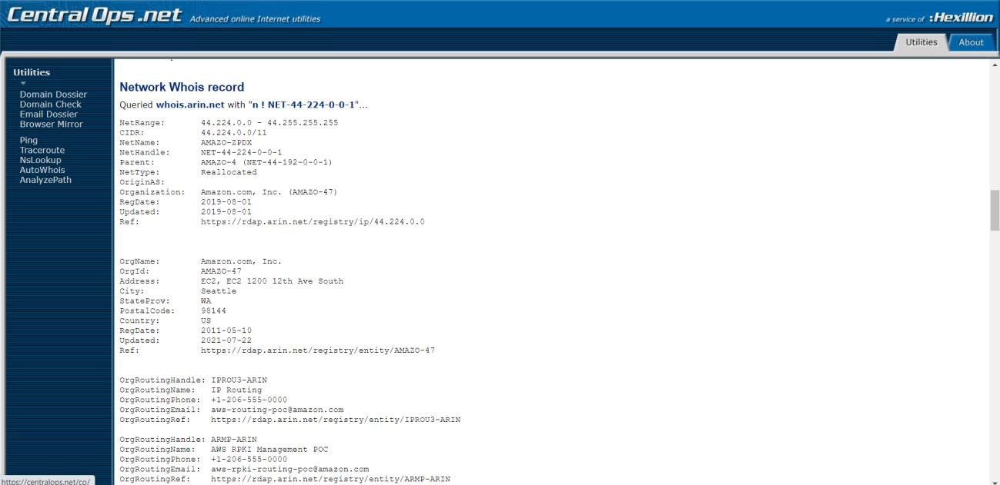 CentralOps.net Advanced online Internet utilities
a service of :Hexillion
Utilities About
Utilities
Domain Dossier
Domain Check
Email Dossier
Browser Mirror
Ping
Traceroute
NsLookup
AutoWhois
AnalyzePath
Network Whois record
Queried whois.arin.net with "n ! NET-44-224-0-0-1"...
NetRange: 44.224.0.0 - 44.255.255.255
CIDR: 44.224.0.0/11
NetName: AMAZO-ZPDX
NetHandle: NET-44-224-0-0-1
Parent: AMAZO-4 (NET-44-192-0-0-1)
NetType: Reallocated
OriginAS:
Organization: Amazon.com, Inc. (AMAZO-47)
RegDate: 2019-08-01
Updated: 2019-08-01
Ref: https://rdap.arin.net/registry/ip/44.224.0.0
OrgName: Amazon.com, Inc.
OrgId: AMAZO-47
Address: EC2, EC2 1200 12th Ave South
City: Seattle
StateProv: WA
PostalCode: 98144
Country: US
RegDate: 2011-05-10
Updated: 2021-07-22
Ref: https://rdap.arin.net/registry/entity/AMAZO-47
OrgRoutingHandle: IPROU3-ARIN
OrgRoutingName: IP Routing
OrgRoutingPhone: +1-206-555-0000
OrgRoutingEmail: aws-routing-poc@amazon.com
OrgRoutingRef: https://rdap.arin.net/registry/entity/IPROU3-ARIN
OrgRoutingHandle: ARMP-ARIN
OrgRoutingName: AWS RPKI Management POC
OrgRoutingPhone: +1-206-555-0000
OrgRoutingEmail: aws-rpki-routing-poc@amazon.com
OrgRoutingRef: https://rdap.arin.net/registry/entity/ARMP-ARIN
https://centralops.net/co/